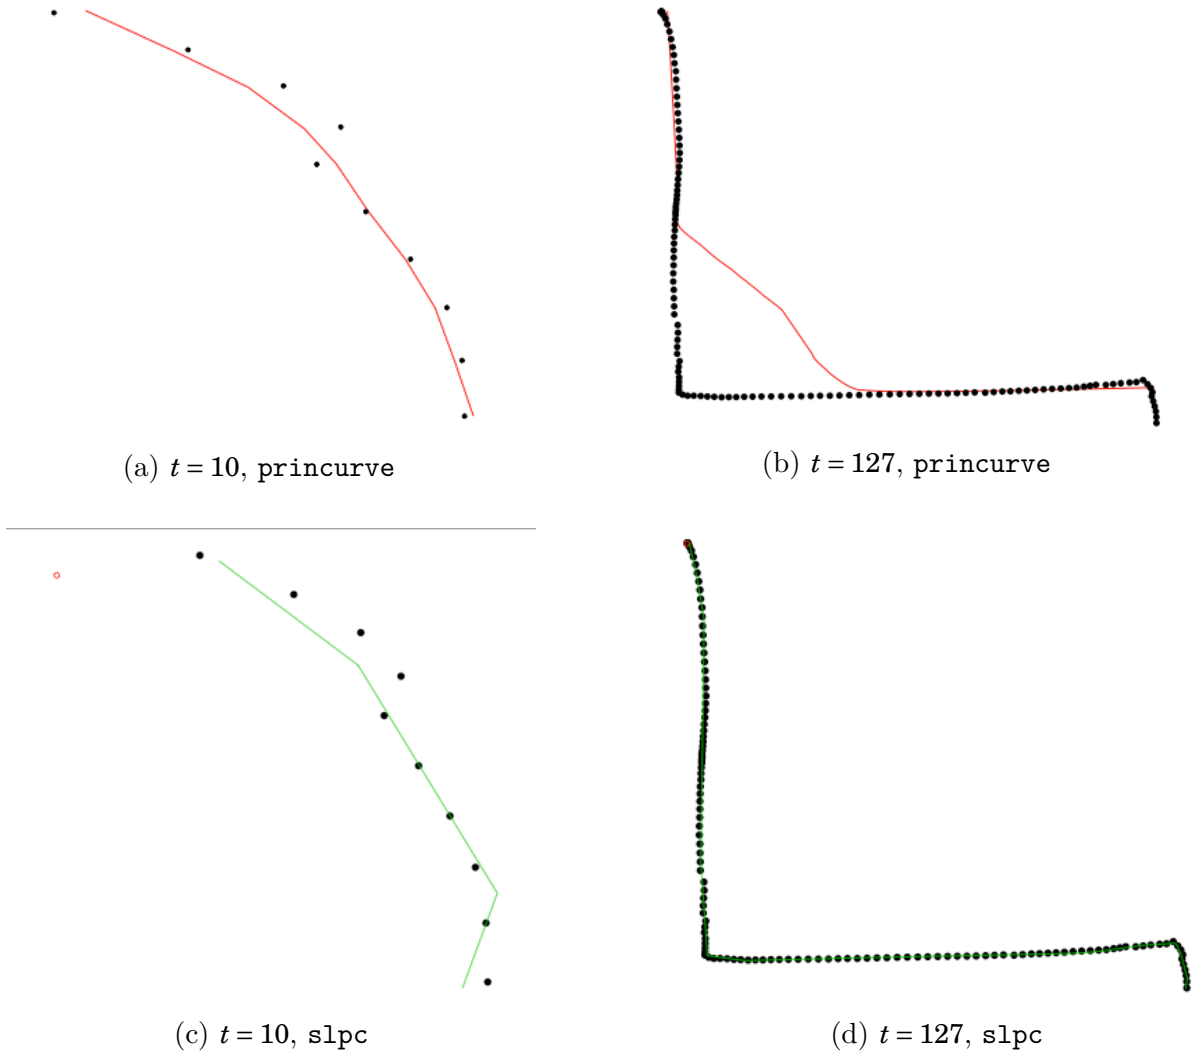 (a) t = 10, princurve
(b) t = 127, princurve
(c) t = 10, slpc
(d) t = 127, slpc